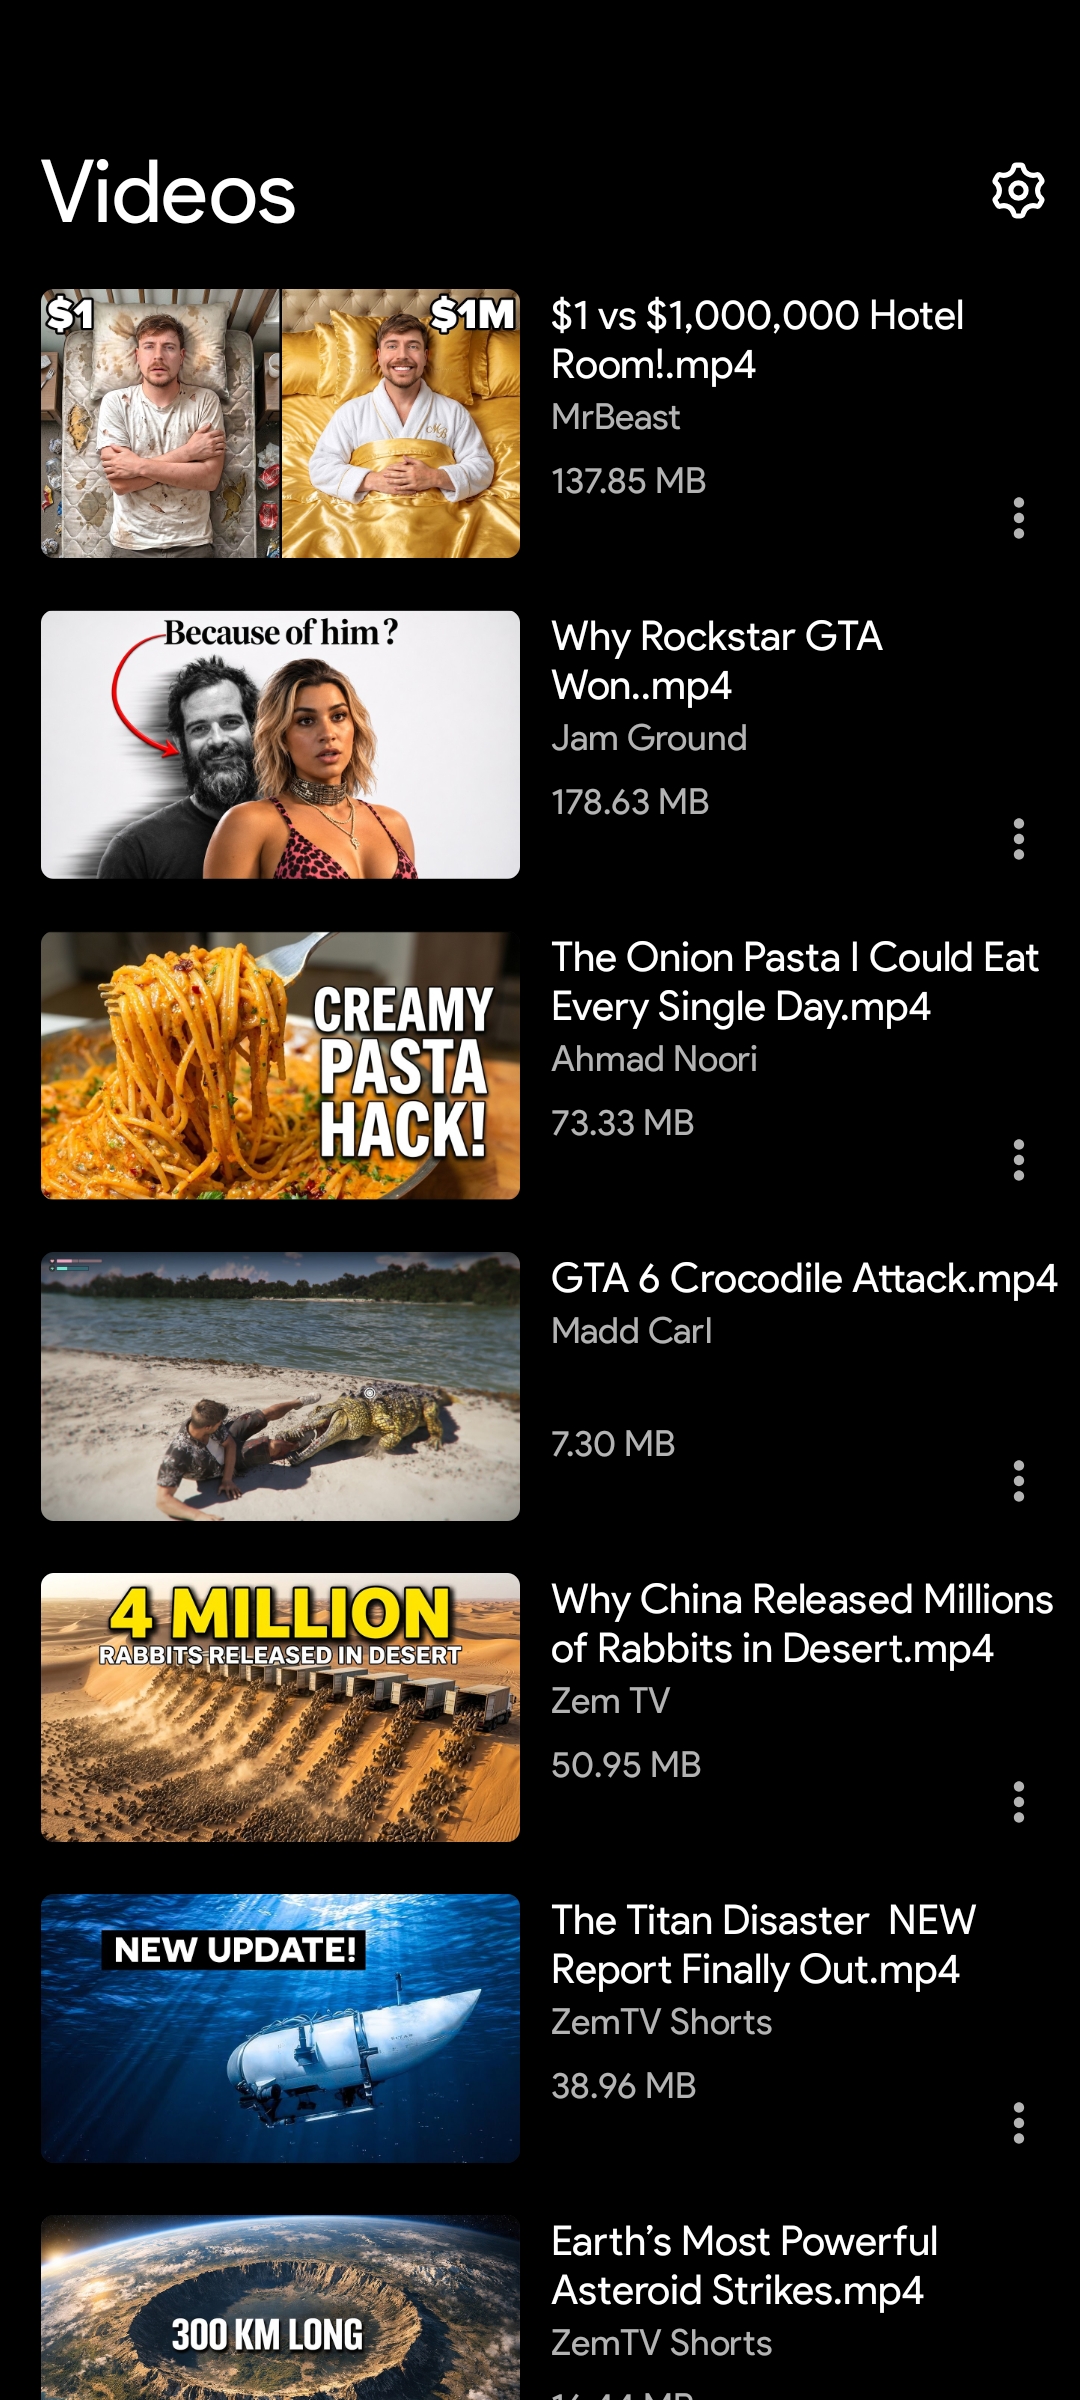 Videos
$1
$1M
$1 vs $1,000,000 Hotel
Room!.mp4
MrBeast
137.85 MB
Because of him?
Why Rockstar GTA
Won..mp4
Jam Ground
178.63 MB
CREAMY
PASTA
HACK!
The Onion Pasta I Could Eat
Every Single Day.mp4
Ahmad Noori
73.33 MB
GTA 6 Crocodile Attack.mp4
Madd Carl
7.30 MB
4 MILLION
RABBITS RELEASED IN DESERT
Why China Released Millions
of Rabbits in Desert.mp4
Zem TV
50.95 MB
NEW UPDATE!
TITAN
The Titan Disaster  NEW
Report Finally Out.mp4
ZemTV Shorts
38.96 MB
300 KM LONG
Earth’s Most Powerful
Asteroid Strikes.mp4
ZemTV Shorts